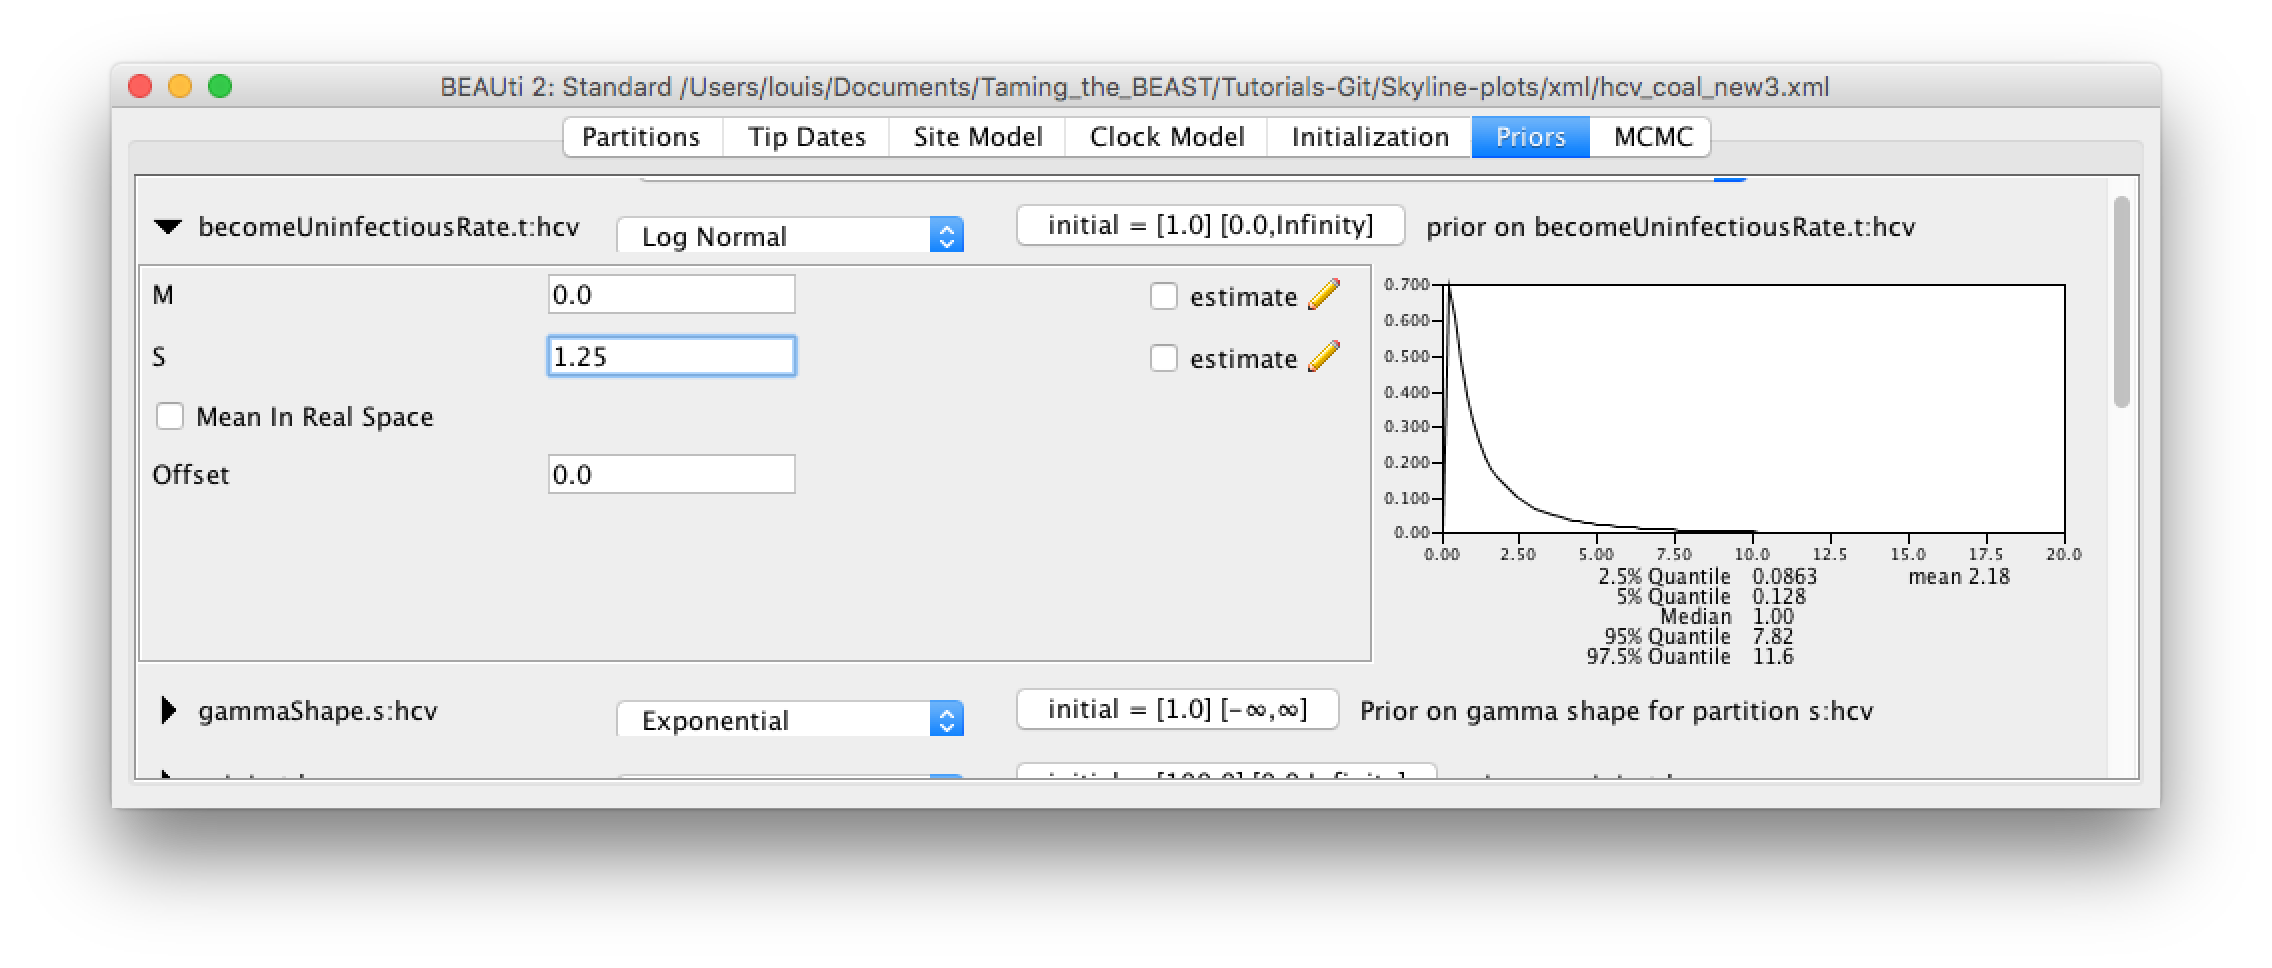 BEAUti 2: Standard /Users/louis/Documents/Taming_the_BEAST/Tutorials-Git/Skyline-plots/xml/hcv_coal_new3.xml
Partitions Tip Dates Site Model Clock Model Initialization Priors MCMC
becomeUninfectiousRate.t:hcv Log Normal initial = [1.0] [0.0,Infinity] prior on becomeUninfectiousRate.t:hcv
M 0.0 estimate
S 1.25 estimate
Mean In Real Space
Offset 0.0
0.700
0.600
0.500
0.400
0.300
0.200
0.100
0.00
0.00 2.50 5.00 7.50 10.0 12.5 15.0 17.5 20.0
2.5% Quantile 0.0863 mean 2.18
5% Quantile 0.128
Median 1.00
95% Quantile 7.82
97.5% Quantile 11.6
gammaShape.s:hcv Exponential initial = [1.0] [-∞,∞] Prior on gamma shape for partition s:hcv
initial = [100.0] [0.0,Infinity]